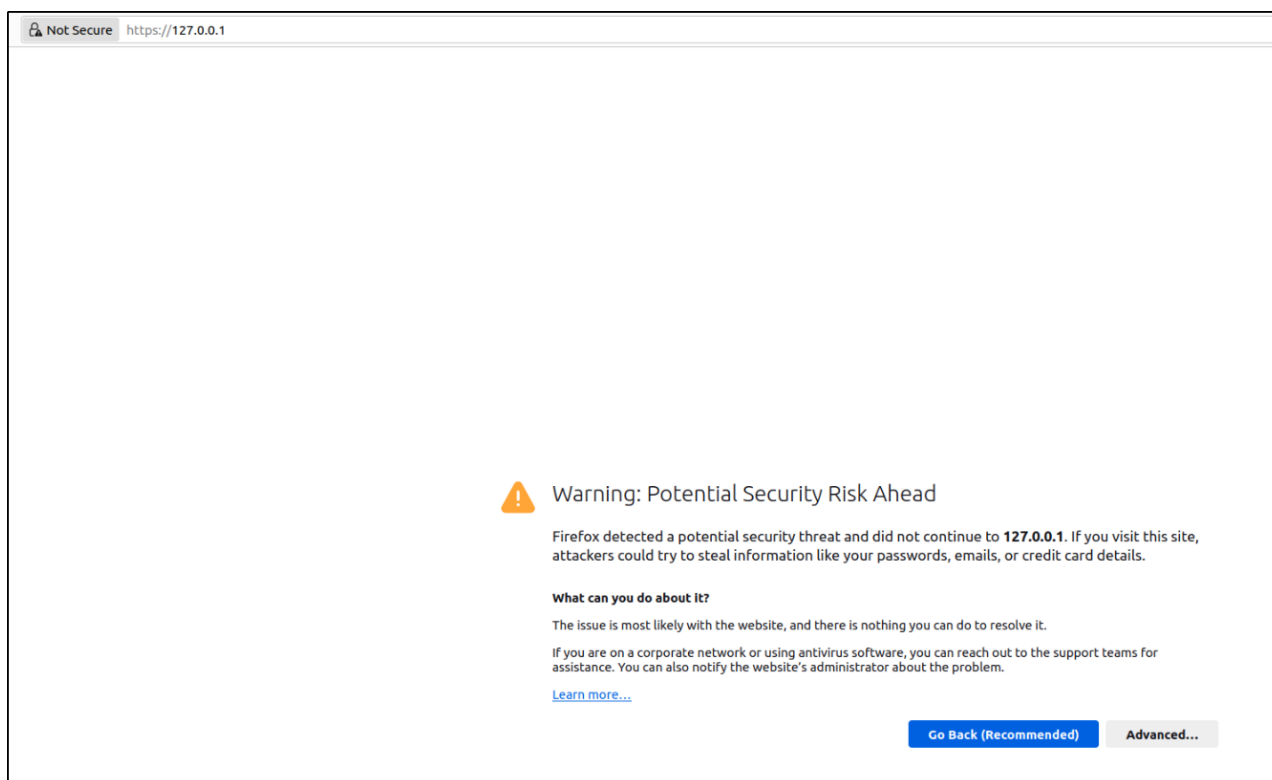 Not Secure https://127.0.0.1
Warning: Potential Security Risk Ahead
Firefox detected a potential security threat and did not continue to 127.0.0.1. If you visit this site,
attackers could try to steal information like your passwords, emails, or credit card details.
What can you do about it?
The issue is most likely with the website, and there is nothing you can do to resolve it.
If you are on a corporate network or using antivirus software, you can reach out to the support teams for
assistance. You can also notify the website’s administrator about the problem.
Learn more…
Go Back (Recommended) Advanced...